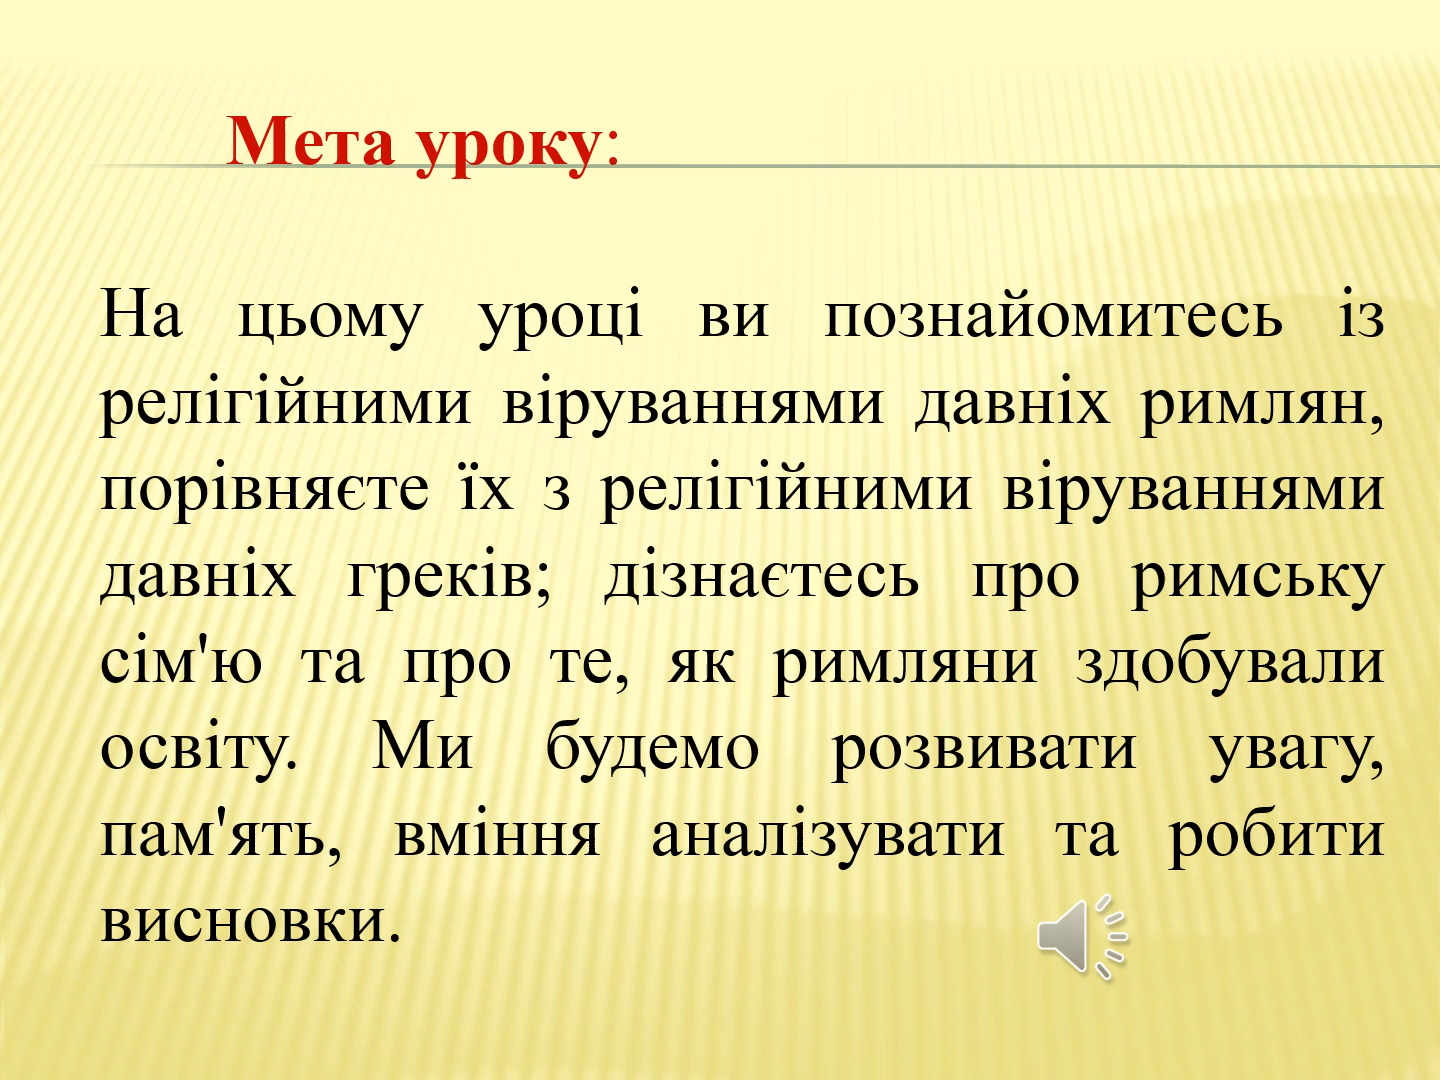 Мета уроку:
На цьому уроці ви познайомитесь із
релігійними віруваннями давніх римлян,
порівняєте їх з релігійними віруваннями
давніх греків; дізнаєтесь про римську
сім'ю та про те, як римляни здобували
освіту. Ми будемо розвивати увагу,
пам'ять, вміння аналізувати та робити
висновки.